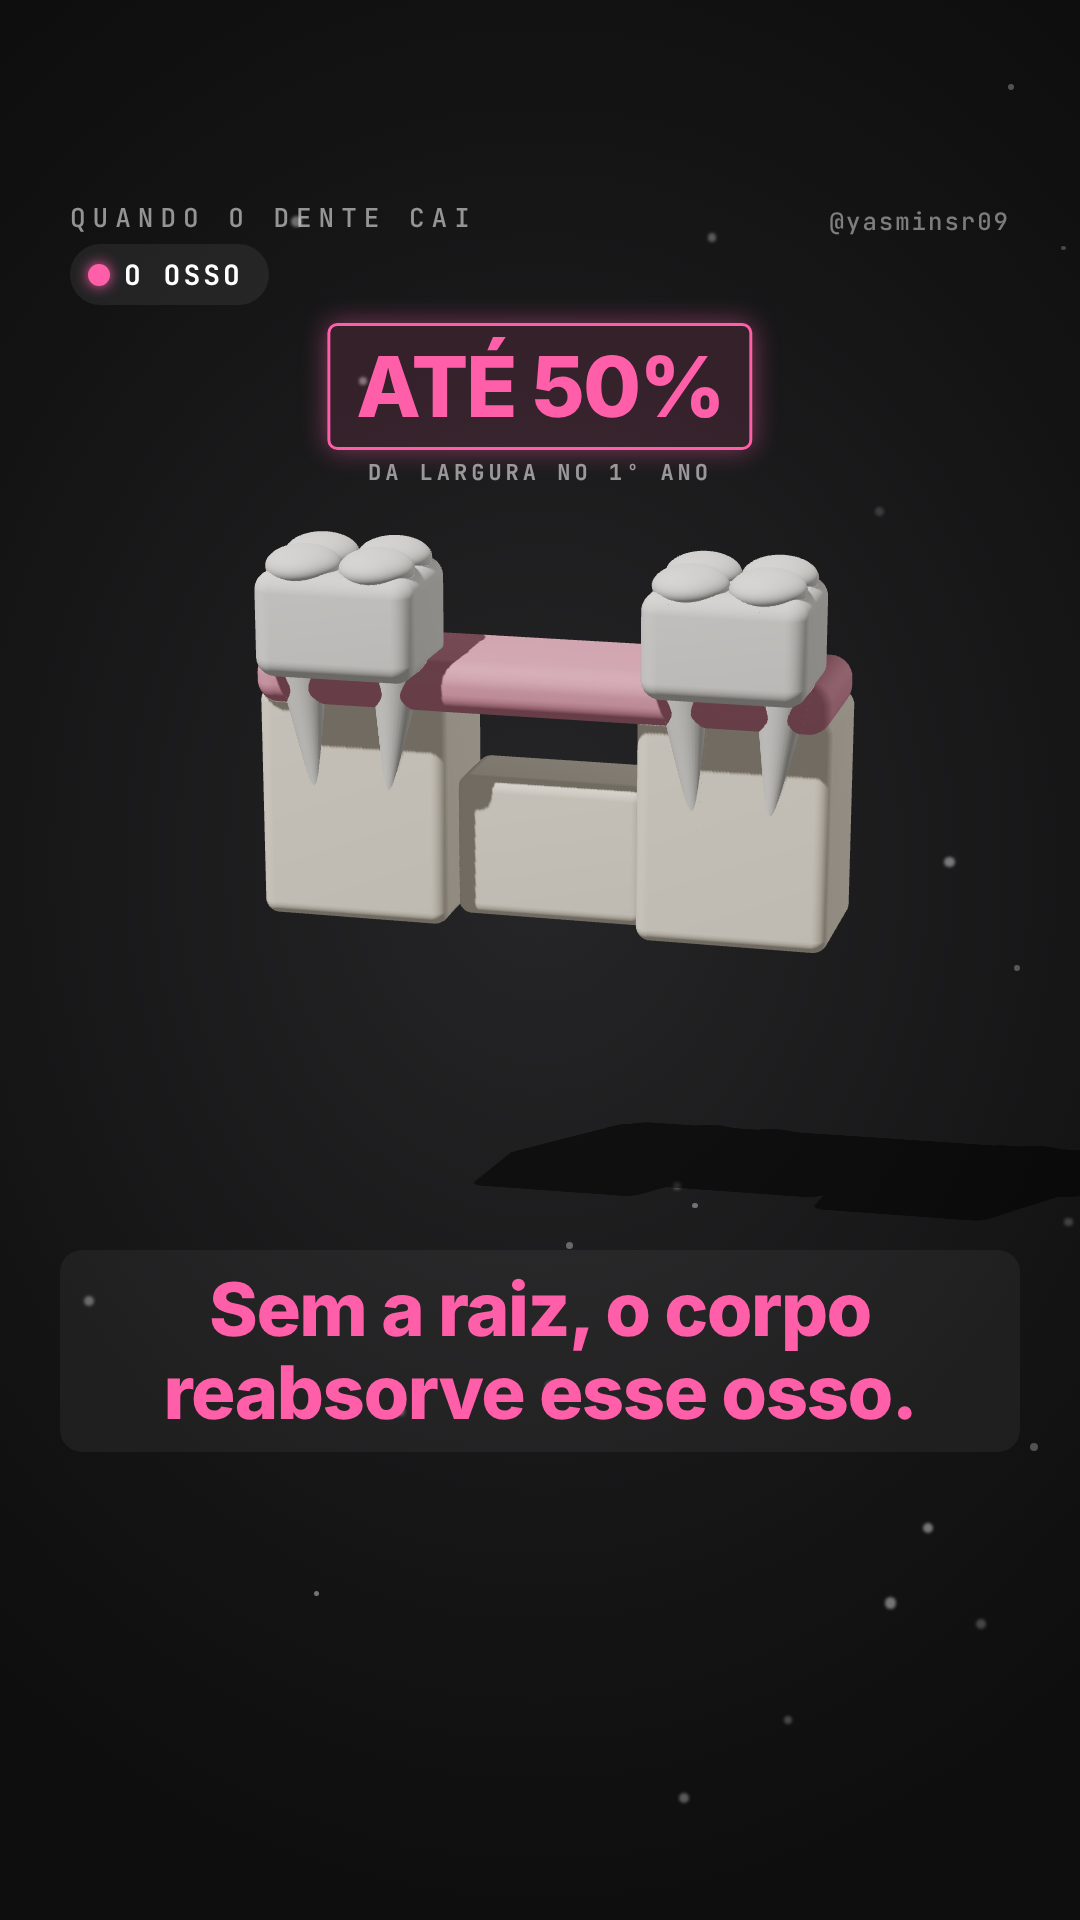 QUANDO O DENTE CAI
@yasminsr09
O OSSO
ATÉ 50%
DA LARGURA NO 1° ANO
Sem a raiz, o corpo
reabsorve esse osso.